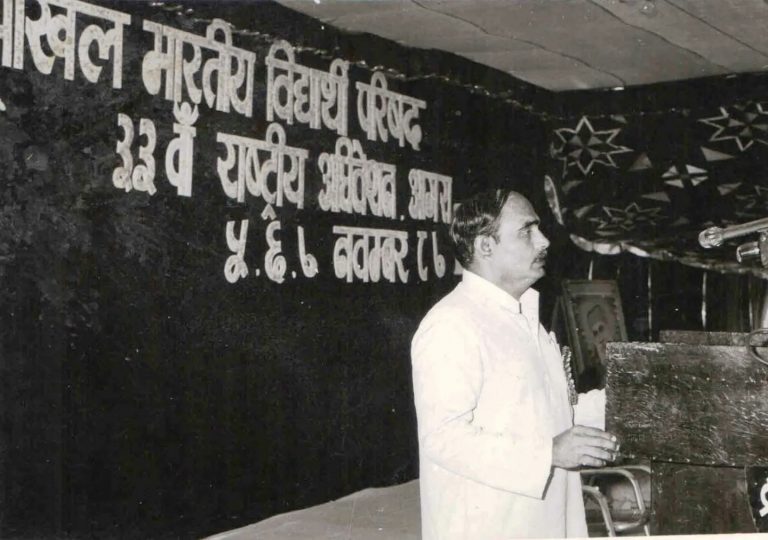 अखिल भारतीय विद्यार्थी परिषद
३३ वाँ राष्ट्रीय अधिवेशन, आगरा
५.६.७ नवम्बर ८७